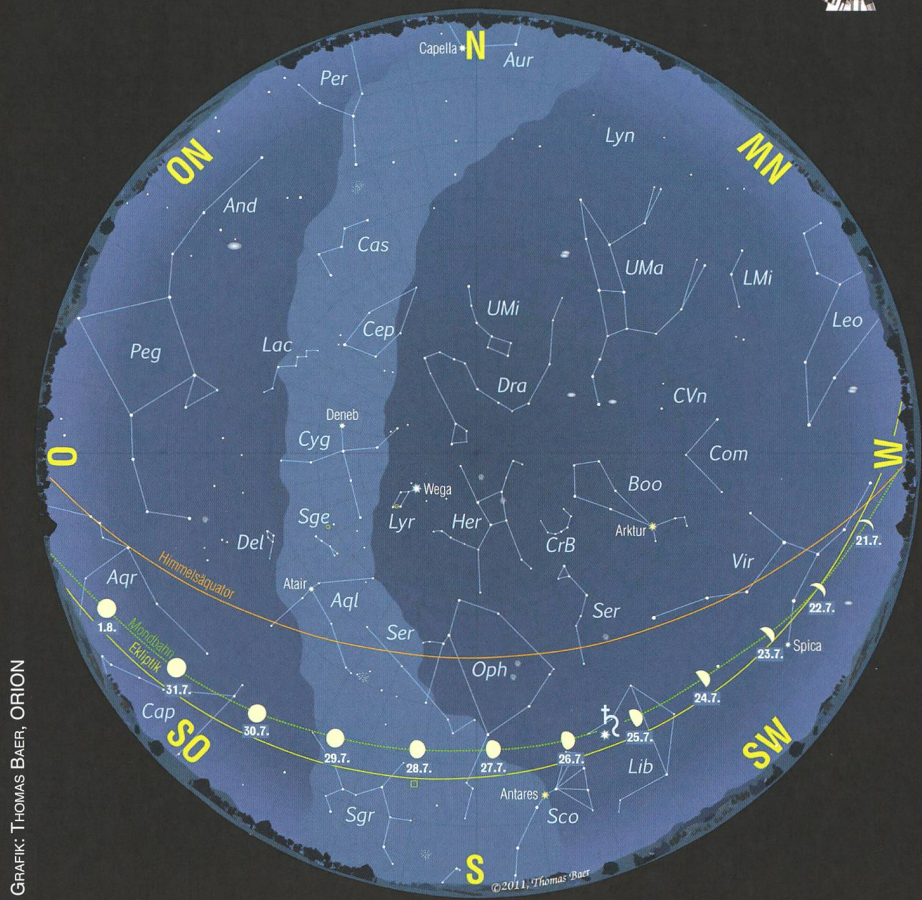 N
Capella
Aur
Per
Lyn
NO
NW
And
Cas
UMa
LMi
UMi
Leo
Cep
Lac
Peg
Dra
CVn
Deneb
Cyg
Com
O
W
Boo
Wega
Sge
Lyr
Her
Arktur
21.7.
Del
CrB
Vir
Himmelsäquator
Aqr
Atair
Aql
22.7.
1.8.
Ser
Ser
Mondbahn
Ekliptik
23.7.
Spica
31.7.
Oph
24.7.
Cap
30.7.
♄
25.7.
SO
29.7.
28.7.
27.7.
26.7.
SW
Lib
Antares
Sgr
Sco
S
©2011, Thomas Baer
GRAFIK: THOMAS BAER, ORION